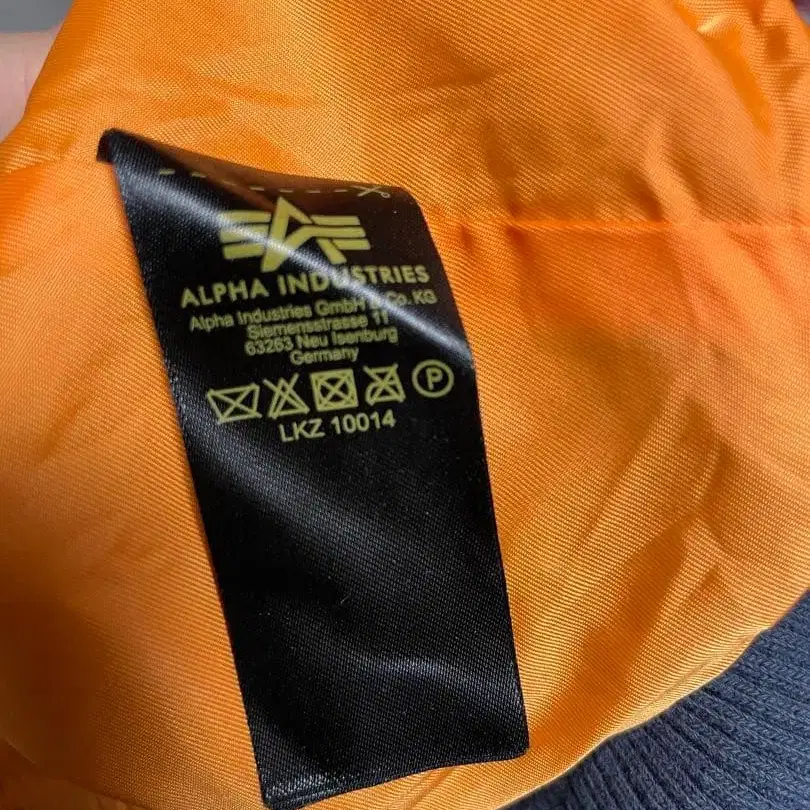 ALPHA INDUSTRIES
Alpha Industries GmbH & Co. KG
Siemensstrasse 11
63263 Neu Isenburg
Germany
P
LKZ 10014